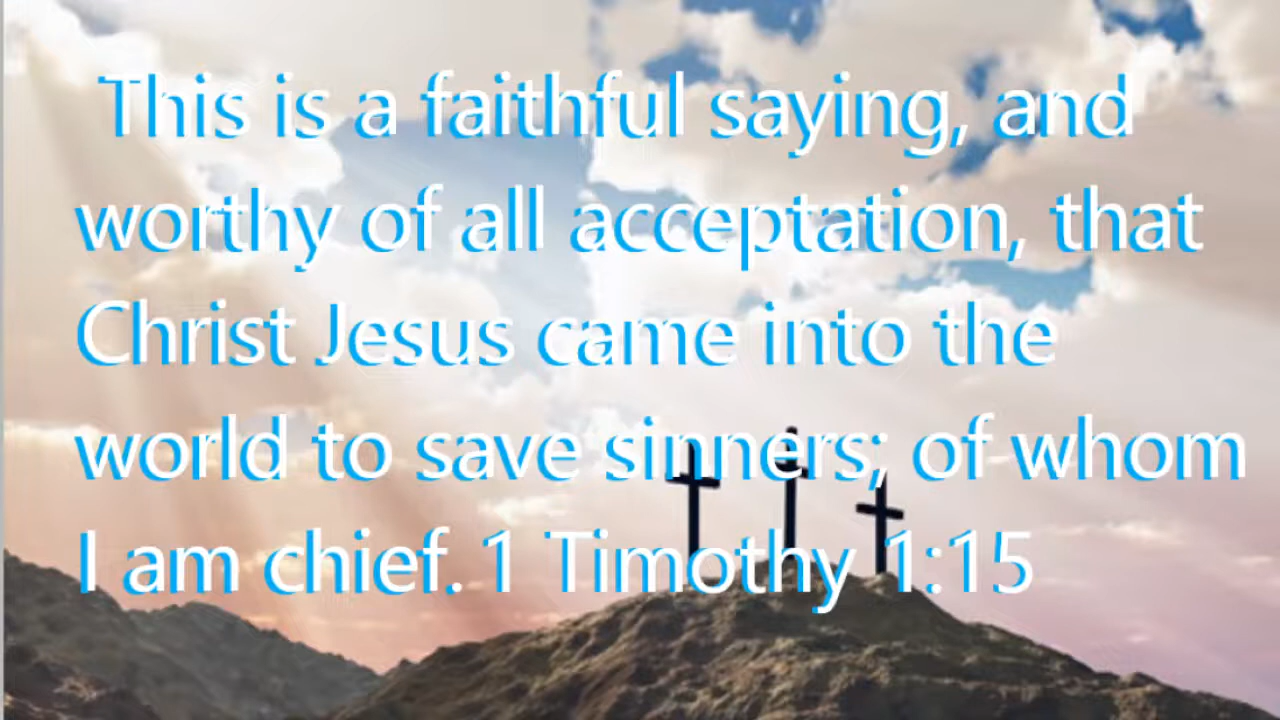 This is a faithful saying, and
worthy of all acceptation, that
Christ Jesus came into the
world to save sinners; of whom
I am chief. 1 Timothy 1:15